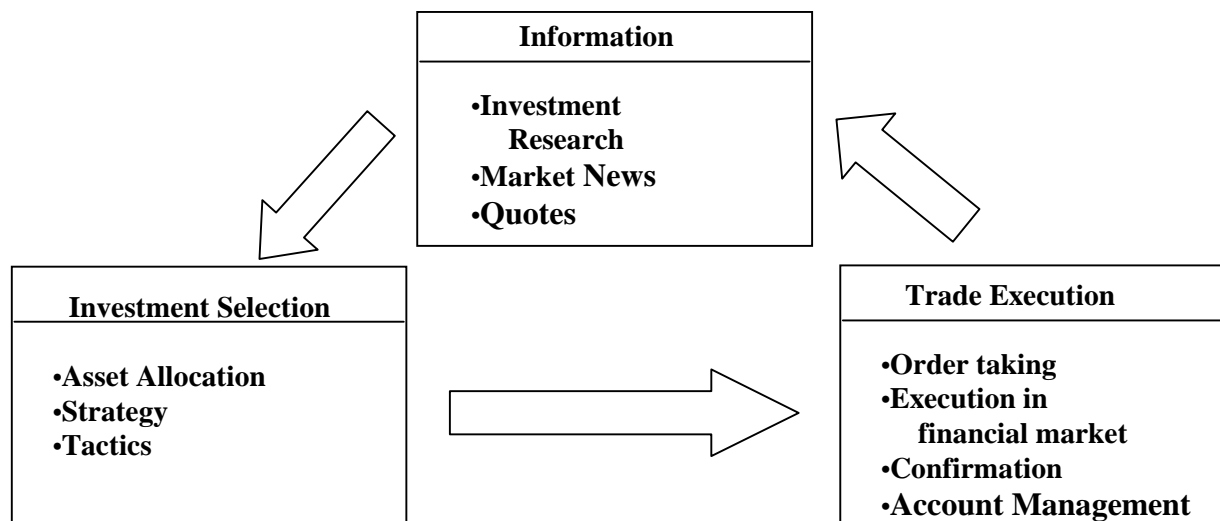 Information
•Investment
Research
•Market News
•Quotes
Investment Selection
•Asset Allocation
•Strategy
•Tactics
Trade Execution
•Order taking
•Execution in
financial market
•Confirmation
•Account Management